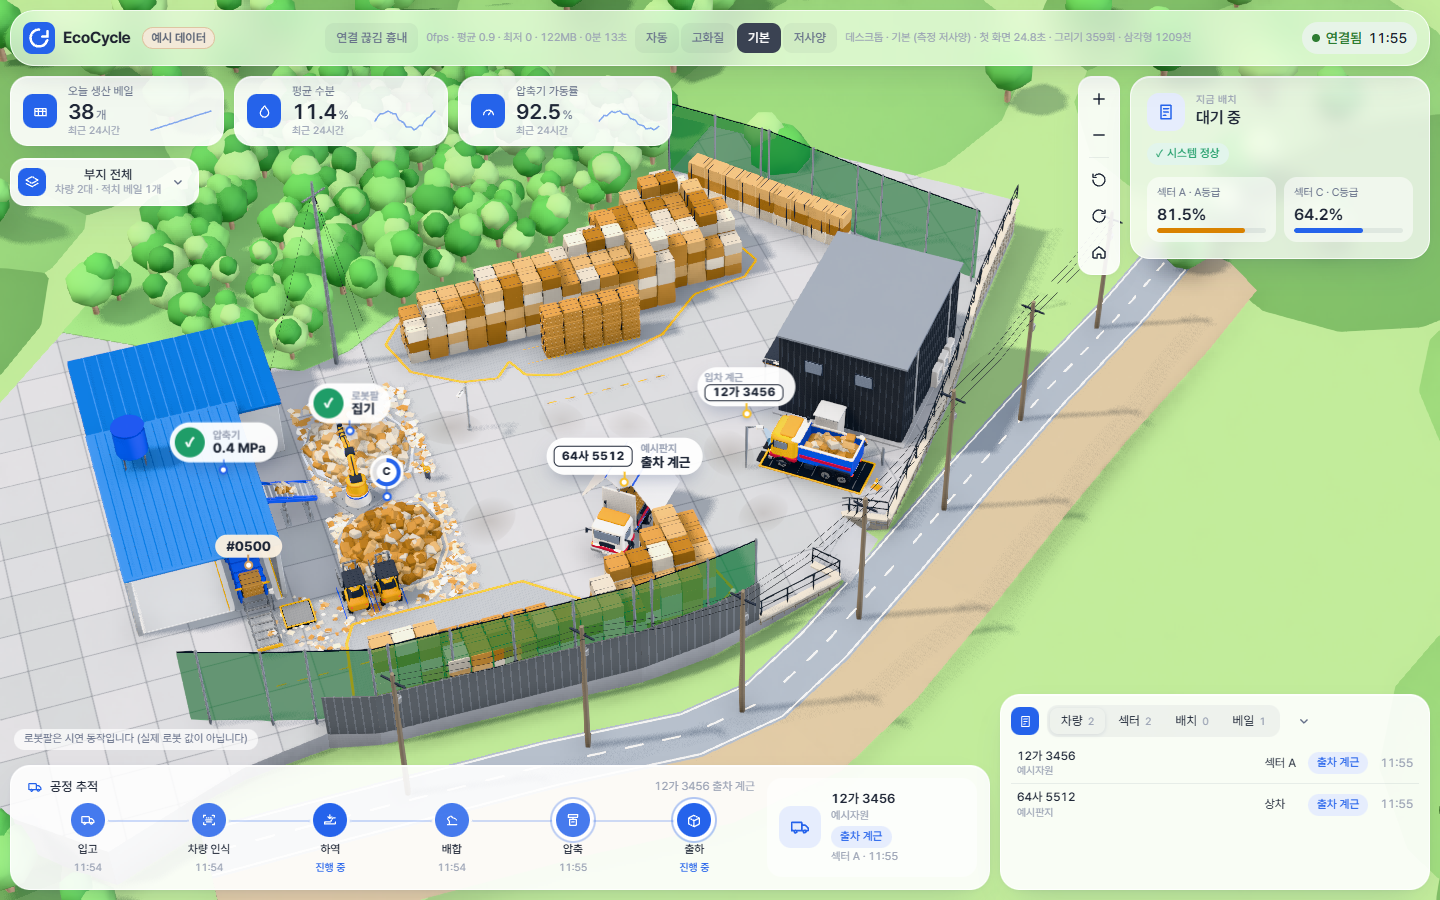 EcoCycle
예시 데이터
연결 끊김 흉내
0fps · 평균 0.9 · 최저 0 · 122MB · 0분 13초
자동
고화질
기본
저사양
데스크톱 · 기본 (측정 저사양) · 첫 화면 24.8초 · 그리기 359회 · 삼각형 1209천
연결됨 11:55
오늘 생산 베일
38개
최근 24시간
평균 수분
11.4%
최근 24시간
압축기 가동률
92.5%
최근 24시간
지금 배치
대기 중
✓ 시스템 정상
섹터 A · A등급
81.5%
섹터 C · C등급
64.2%
부지 전체
차량 2대 · 적치 베일 1개
입차 계근
12가 3456
로봇팔
집기
압축기
0.4 MPa
64사 5512
예시판지
출차 계근
C
#0500
로봇팔은 시연 동작입니다 (실제 로봇 값이 아닙니다)
공정 추적
12가 3456 출차 계근
입고
11:54
차량 인식
11:54
하역
진행 중
배합
11:54
압축
11:55
출하
진행 중
12가 3456
예시자원
출차 계근
섹터 A · 11:55
차량 2
섹터 2
배치 0
베일 1
12가 3456
예시자원
섹터 A
출차 계근
11:55
64사 5512
예시판지
상차
출차 계근
11:55